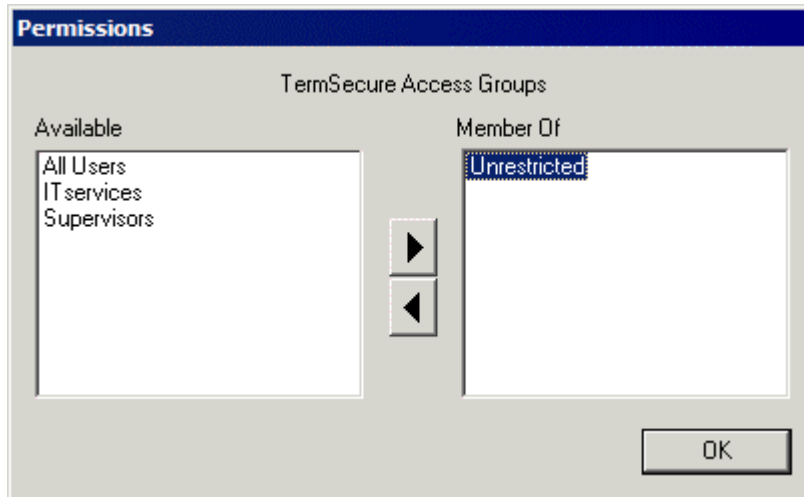 Permissions
TermSecure Access Groups
Available
Member Of
All Users
ITservices
Supervisors
Unrestricted
OK